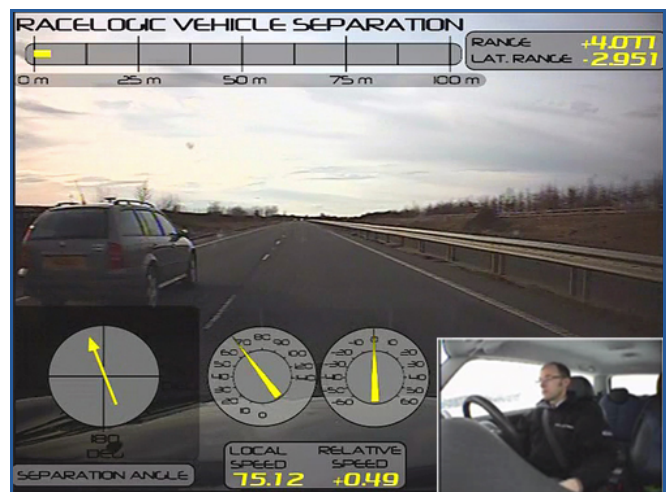 RACELOGIC VEHICLE SEPARATION
RANGE +4.077
LAT. RANGE -2.951
0 m 25 m 50 m 75 m 100 m
180
DEG
SEPARATION ANGLE
LOCAL SPEED
75.12
RELATIVE SPEED
+0.49